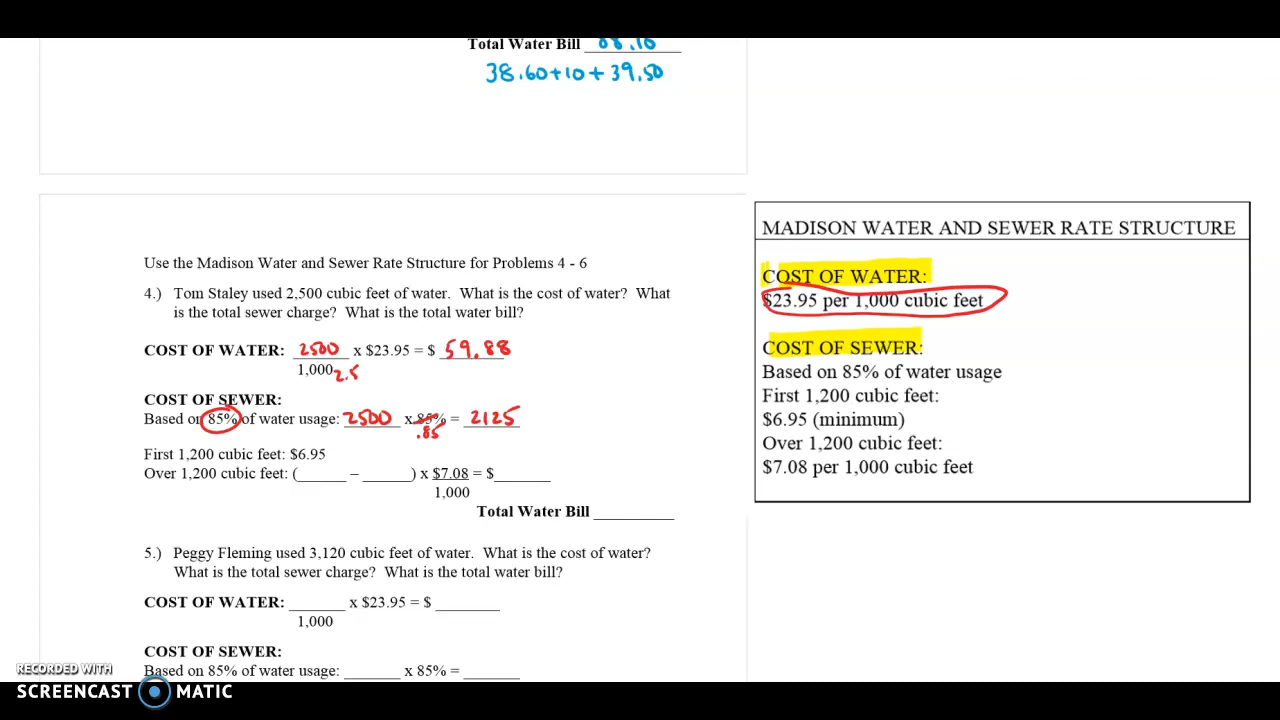 Total Water Bill 88.10
38.60+10+39.50
Use the Madison Water and Sewer Rate Structure for Problems 4 - 6
4.) Tom Staley used 2,500 cubic feet of water. What is the cost of water? What
is the total sewer charge? What is the total water bill?
COST OF WATER: 2500 x $23.95 = $ 59.88
1,000 2.5
COST OF SEWER:
Based on 85% of water usage: 2500 x 85% = 2125
.85
First 1,200 cubic feet: $6.95
Over 1,200 cubic feet: (______ – ______) x $7.08 = $______
1,000
Total Water Bill ________
5.) Peggy Fleming used 3,120 cubic feet of water. What is the cost of water?
What is the total sewer charge? What is the total water bill?
COST OF WATER: ______ x $23.95 = $ ______
1,000
COST OF SEWER:
Based on 85% of water usage: ______ x 85% = ______
MADISON WATER AND SEWER RATE STRUCTURE
COST OF WATER:
$23.95 per 1,000 cubic feet
COST OF SEWER:
Based on 85% of water usage
First 1,200 cubic feet:
$6.95 (minimum)
Over 1,200 cubic feet:
$7.08 per 1,000 cubic feet
RECORDED WITH
SCREENCAST MATIC